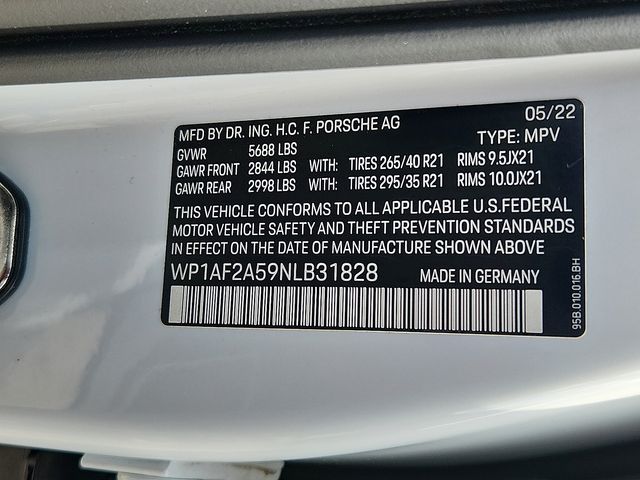 05/22
MFD BY DR. ING. H.C. F. PORSCHE AG
TYPE: MPV
GVWR 5688 LBS
GAWR FRONT 2844 LBS WITH: TIRES 265/40 R21 RIMS 9.5JX21
GAWR REAR 2998 LBS WITH: TIRES 295/35 R21 RIMS 10.0JX21
THIS VEHICLE CONFORMS TO ALL APPLICABLE U.S.FEDERAL
MOTOR VEHICLE SAFETY AND THEFT PREVENTION STANDARDS
IN EFFECT ON THE DATE OF MANUFACTURE SHOWN ABOVE
WP1AF2A59NLB31828 MADE IN GERMANY
95B.010.016.BH